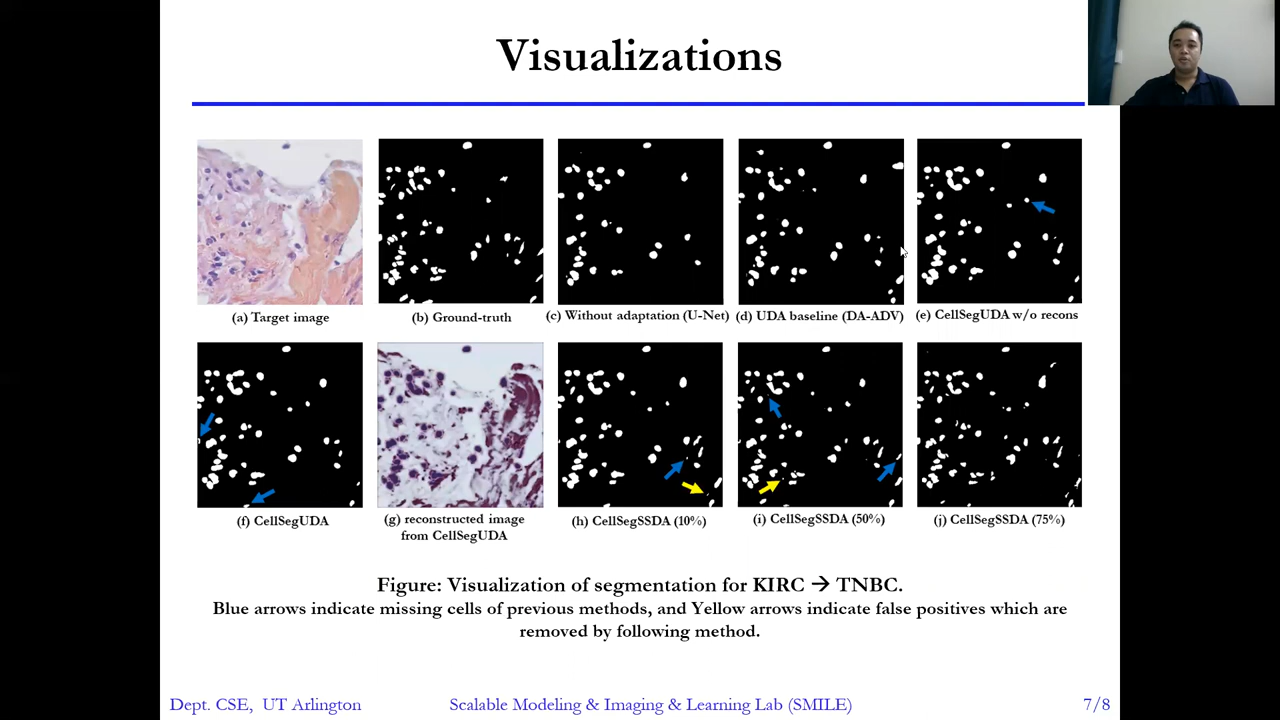 Visualizations
(a) Target image
(b) Ground-truth
(c) Without adaptation (U-Net)
(d) UDA baseline (DA-ADV)
(e) CellSegUDA w/o recons
(f) CellSegUDA
(g) reconstructed image
from CellSegUDA
(h) CellSegSSDA (10%)
(i) CellSegSSDA (50%)
(j) CellSegSSDA (75%)
Figure: Visualization of segmentation for KIRC → TNBC.
Blue arrows indicate missing cells of previous methods, and Yellow arrows indicate false positives which are
removed by following method.
Dept. CSE, UT Arlington
Scalable Modeling & Imaging & Learning Lab (SMILE)
7/8